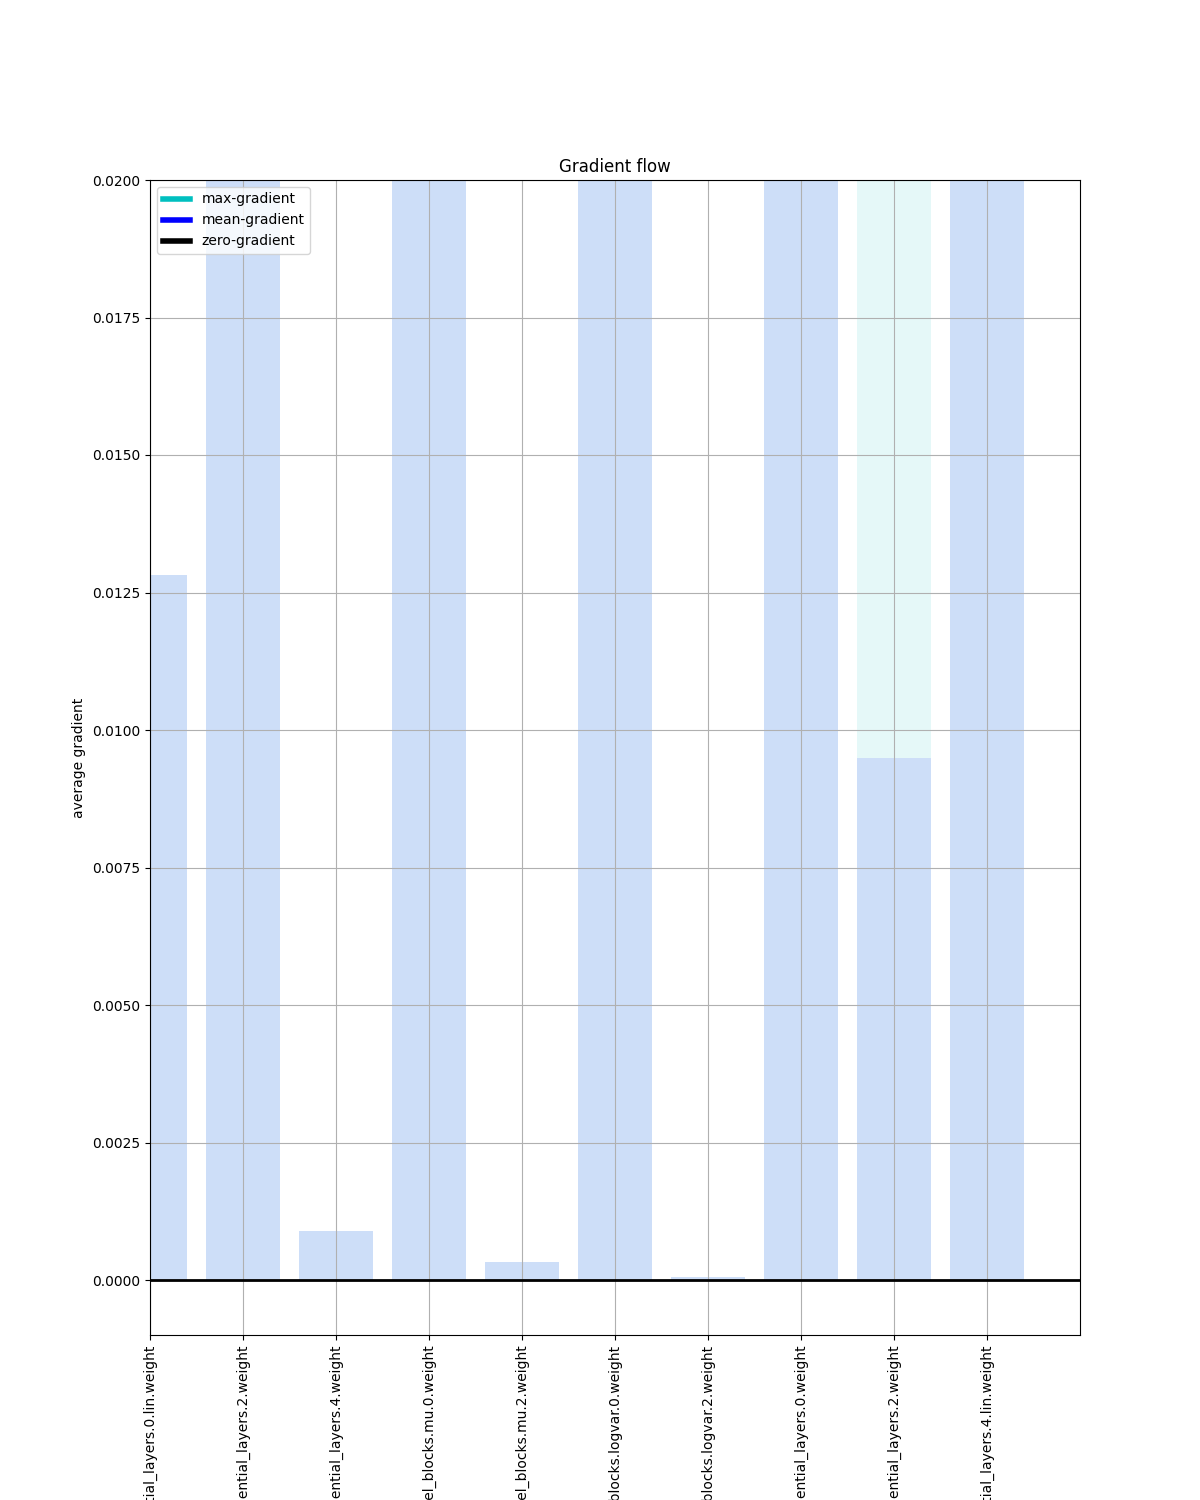 Gradient flow
max-gradient
mean-gradient
zero-gradient
0.0200
0.0175
0.0150
0.0125
0.0100
0.0075
0.0050
0.0025
0.0000
average gradient
tial_layers.0.lin.weight
ential_layers.2.weight
ential_layers.4.weight
el_blocks.mu.0.weight
el_blocks.mu.2.weight
blocks.logvar.0.weight
blocks.logvar.2.weight
ential_layers.0.weight
ential_layers.2.weight
tial_layers.4.lin.weight